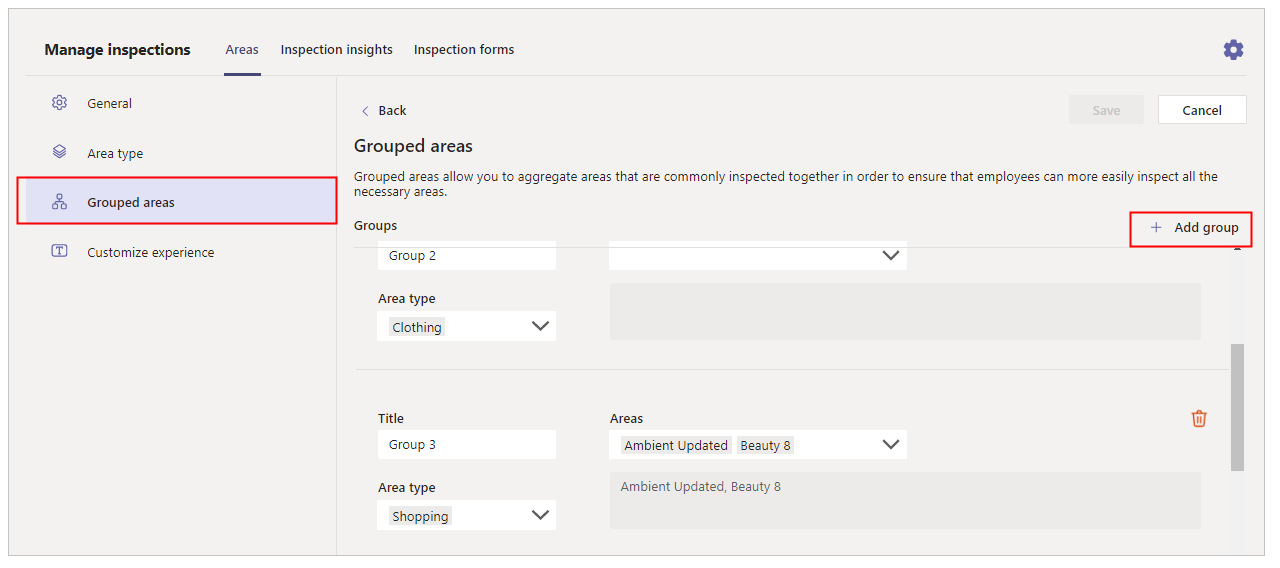 Manage inspections
Areas
Inspection insights
Inspection forms
General
Area type
Grouped areas
Customize experience
Back
Save
Cancel
Grouped areas
Grouped areas allow you to aggregate areas that are commonly inspected together in order to ensure that employees can more easily inspect all the
necessary areas.
Groups
+ Add group
Group 2
Area type
Clothing
Title
Areas
Group 3
Ambient Updated Beauty 8
Area type
Ambient Updated, Beauty 8
Shopping